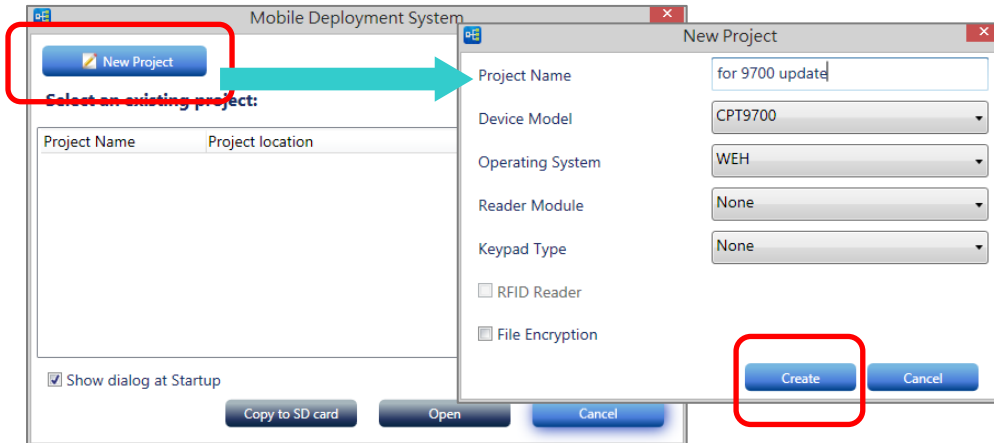 Mobile Deployment System
New Project
Select an existing project:
Project Name Project location
Show dialog at Startup
Copy to SD card Open Cancel
New Project
Project Name for 9700 update
Device Model CPT9700
Operating System WEH
Reader Module None
Keypad Type None
RFID Reader
File Encryption
Create Cancel